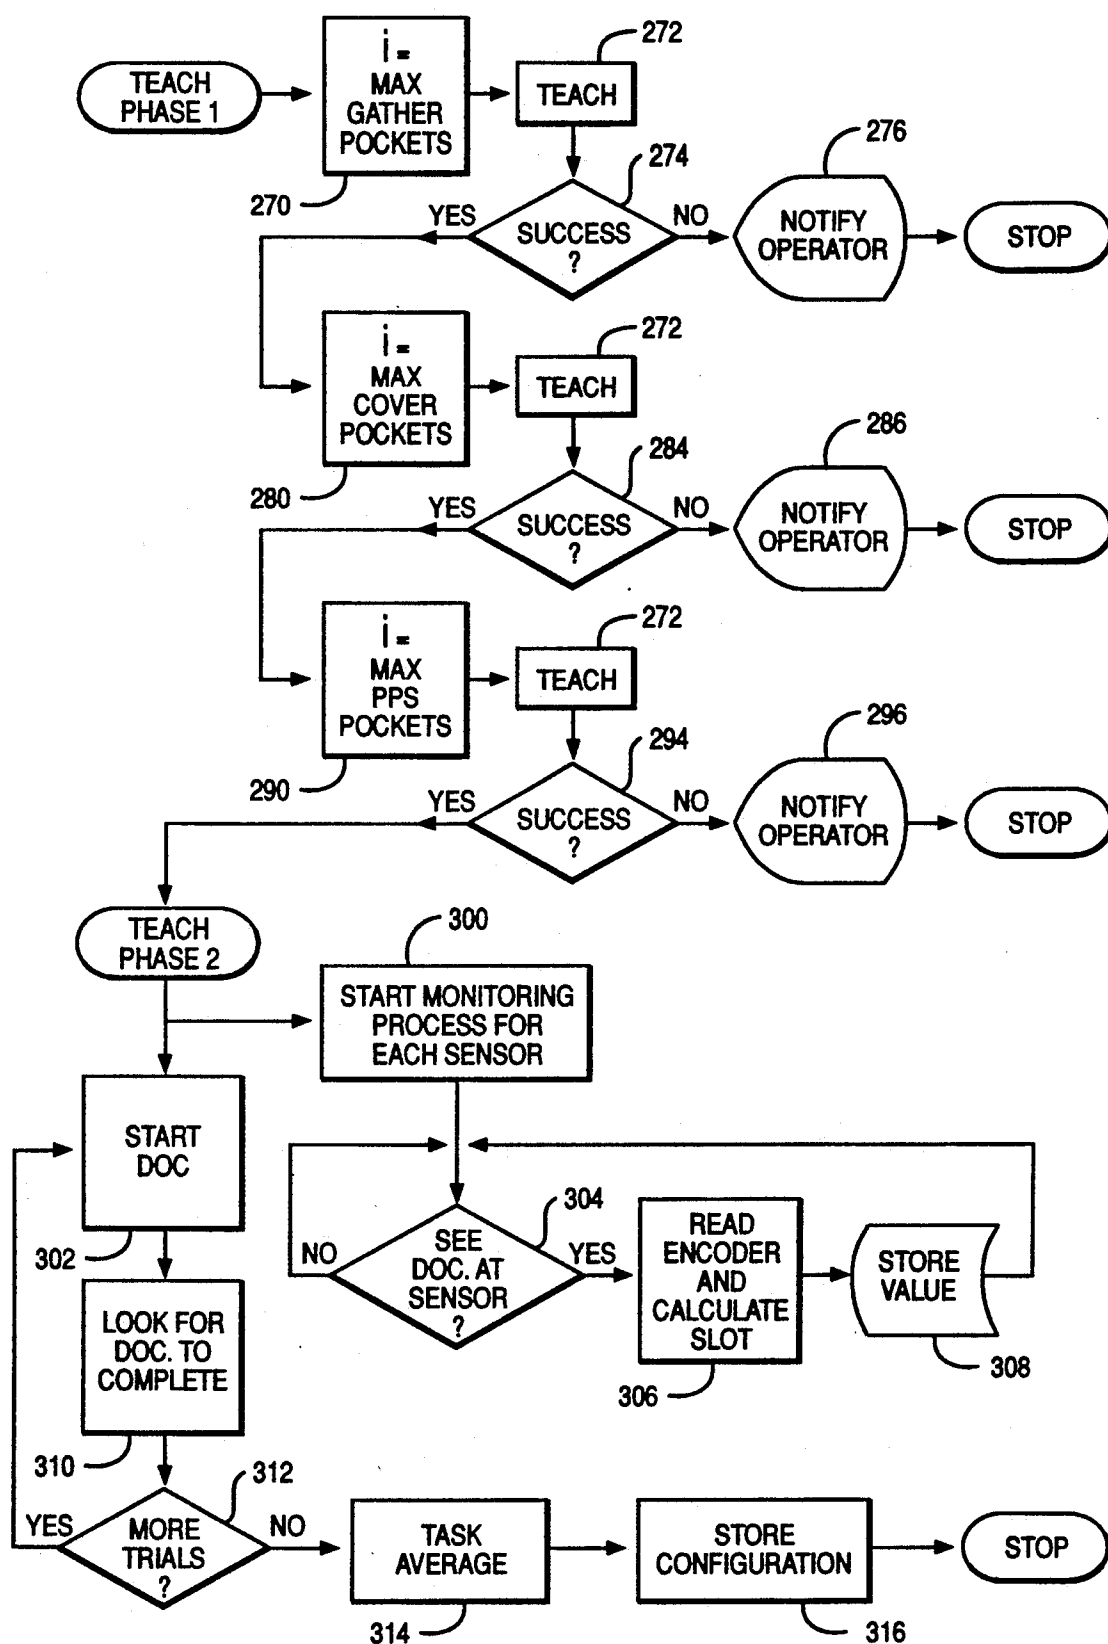 TEACH
PHASE 1
i =
MAX
GATHER
POCKETS
270
272
TEACH
274
SUCCESS
?
YES
NO
276
NOTIFY
OPERATOR
STOP
i =
MAX
COVER
POCKETS
280
272
TEACH
284
SUCCESS
?
YES
NO
286
NOTIFY
OPERATOR
STOP
i =
MAX
PPS
POCKETS
290
272
TEACH
294
SUCCESS
?
YES
NO
296
NOTIFY
OPERATOR
STOP
TEACH
PHASE 2
300
START MONITORING
PROCESS FOR
EACH SENSOR
START
DOC
302
304
SEE
DOC. AT
SENSOR
?
NO
YES
READ
ENCODER
AND
CALCULATE
SLOT
306
STORE
VALUE
308
LOOK FOR
DOC. TO
COMPLETE
310
312
MORE
TRIALS
?
YES
NO
TASK
AVERAGE
314
STORE
CONFIGURATION
316
STOP